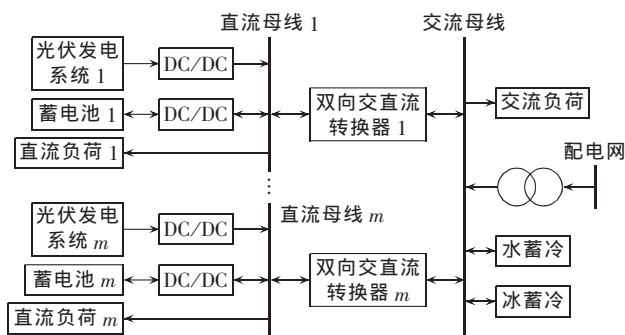 直流母线 1
交流母线
光伏发电
系统 1
DC/DC
蓄电池 1
DC/DC
双向交直流
转换器 1
交流负荷
直流负荷 1
配电网
⋮
光伏发电
系统 m
DC/DC
直流母线 m
水蓄冷
蓄电池 m
DC/DC
双向交直流
转换器 m
冰蓄冷
直流负荷 m